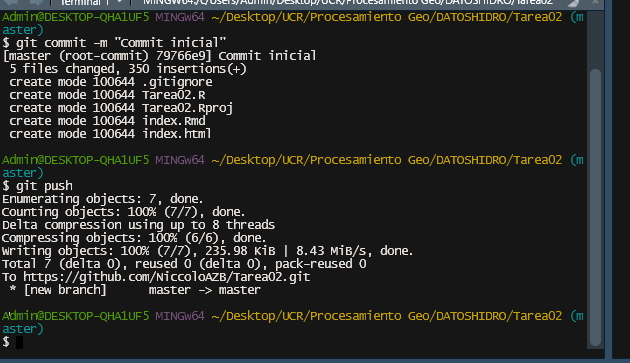 Terminal 1
MINGW64:/c/Users/Admin/Desktop/UCR/Procesamiento Geo/DATOSHIDRO/Tarea02
Admin@DESKTOP-QHA1UF5 MINGW64 ~/Desktop/UCR/Procesamiento Geo/DATOSHIDRO/Tarea02 (m
aster)
$ git commit -m "Commit inicial"
[master (root-commit) 79766e9] Commit inicial
 5 files changed, 350 insertions(+)
 create mode 100644 .gitignore
 create mode 100644 Tarea02.R
 create mode 100644 Tarea02.Rproj
 create mode 100644 index.Rmd
 create mode 100644 index.html
Admin@DESKTOP-QHA1UF5 MINGW64 ~/Desktop/UCR/Procesamiento Geo/DATOSHIDRO/Tarea02 (m
aster)
$ git push
Enumerating objects: 7, done.
Counting objects: 100% (7/7), done.
Delta compression using up to 8 threads
Compressing objects: 100% (6/6), done.
Writing objects: 100% (7/7), 235.98 KiB | 8.43 MiB/s, done.
Total 7 (delta 0), reused 0 (delta 0), pack-reused 0
To https://github.com/NiccoloAZB/Tarea02.git
 * [new branch]      master -> master
Admin@DESKTOP-QHA1UF5 MINGW64 ~/Desktop/UCR/Procesamiento Geo/DATOSHIDRO/Tarea02 (m
aster)
$